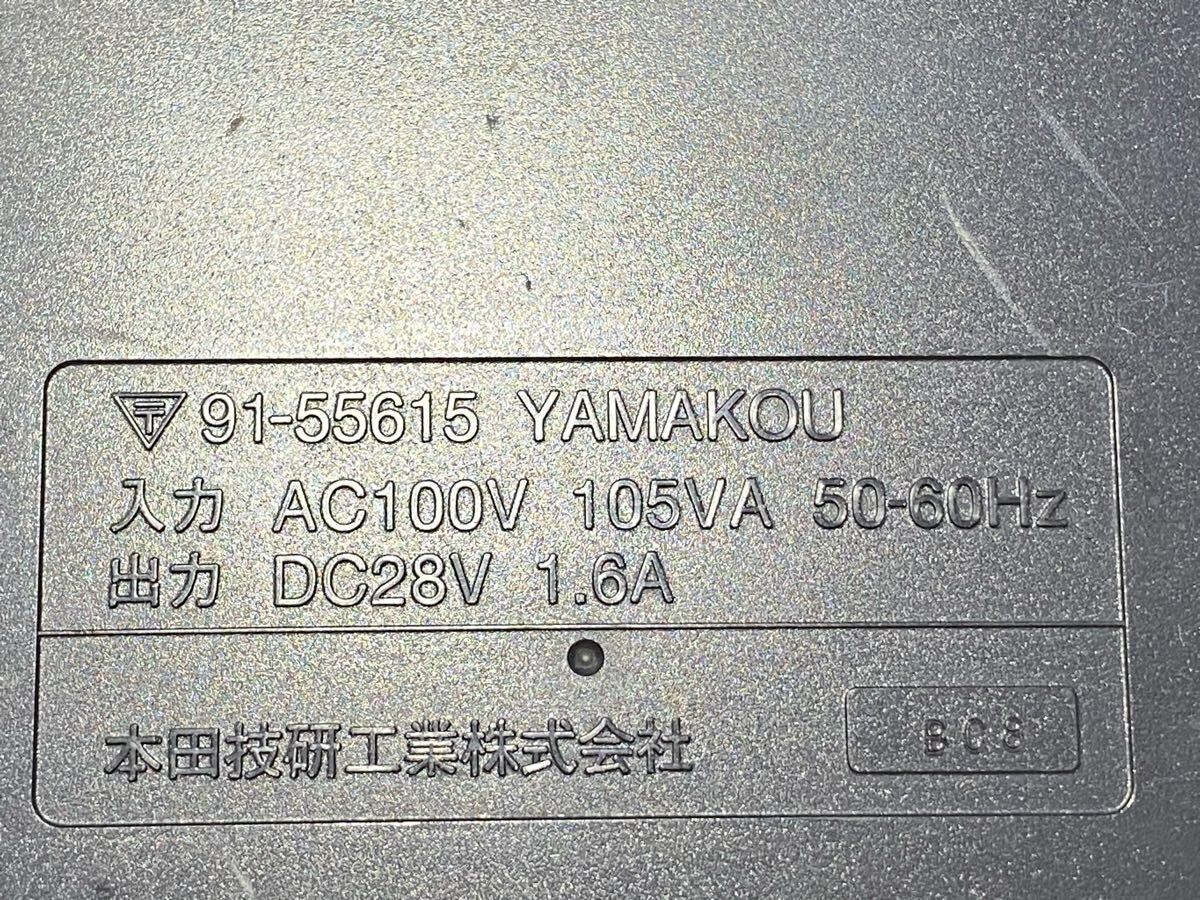 〒 91-55615 YAMAKOU
入力 AC100V 105VA 50-60Hz
出力 DC28V 1.6A
本田技研工業株式会社
BC8